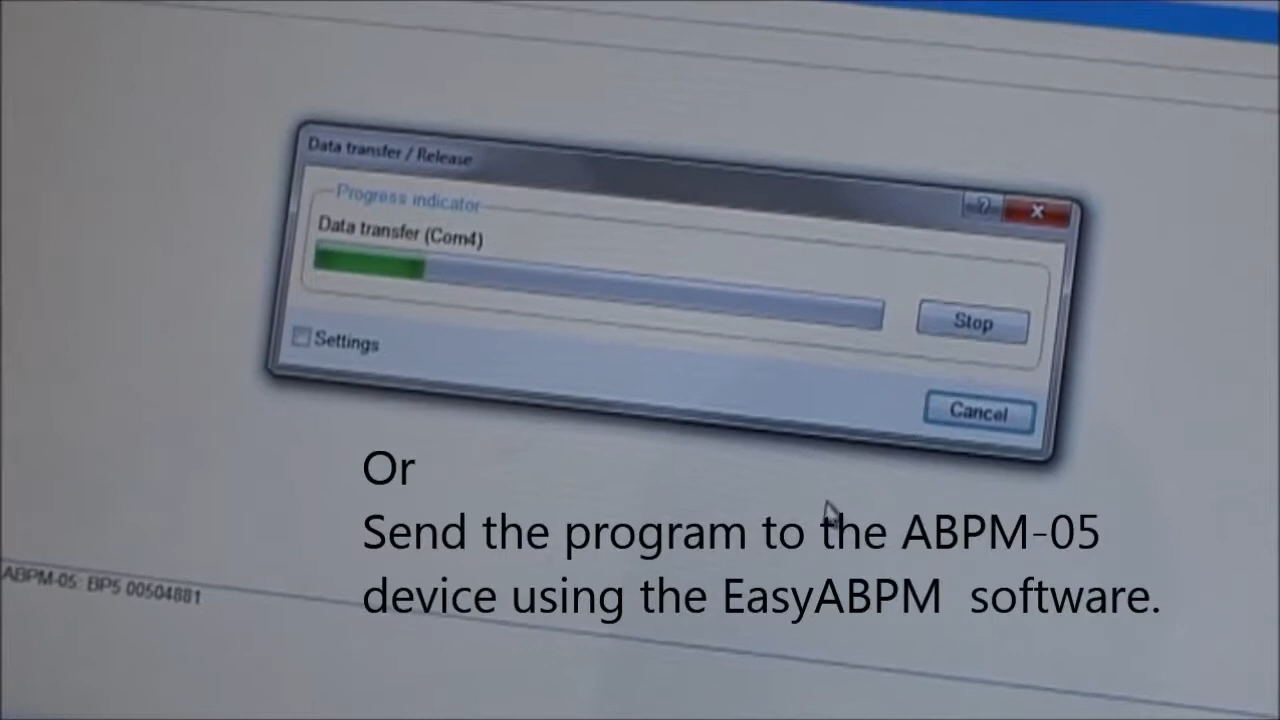 Data transfer / Release
Progress indicator
Data transfer (Com4)
Stop
Settings
Cancel
Or
Send the program to the ABPM-05
device using the EasyABPM software.
ABPM-05: BP5 00504881